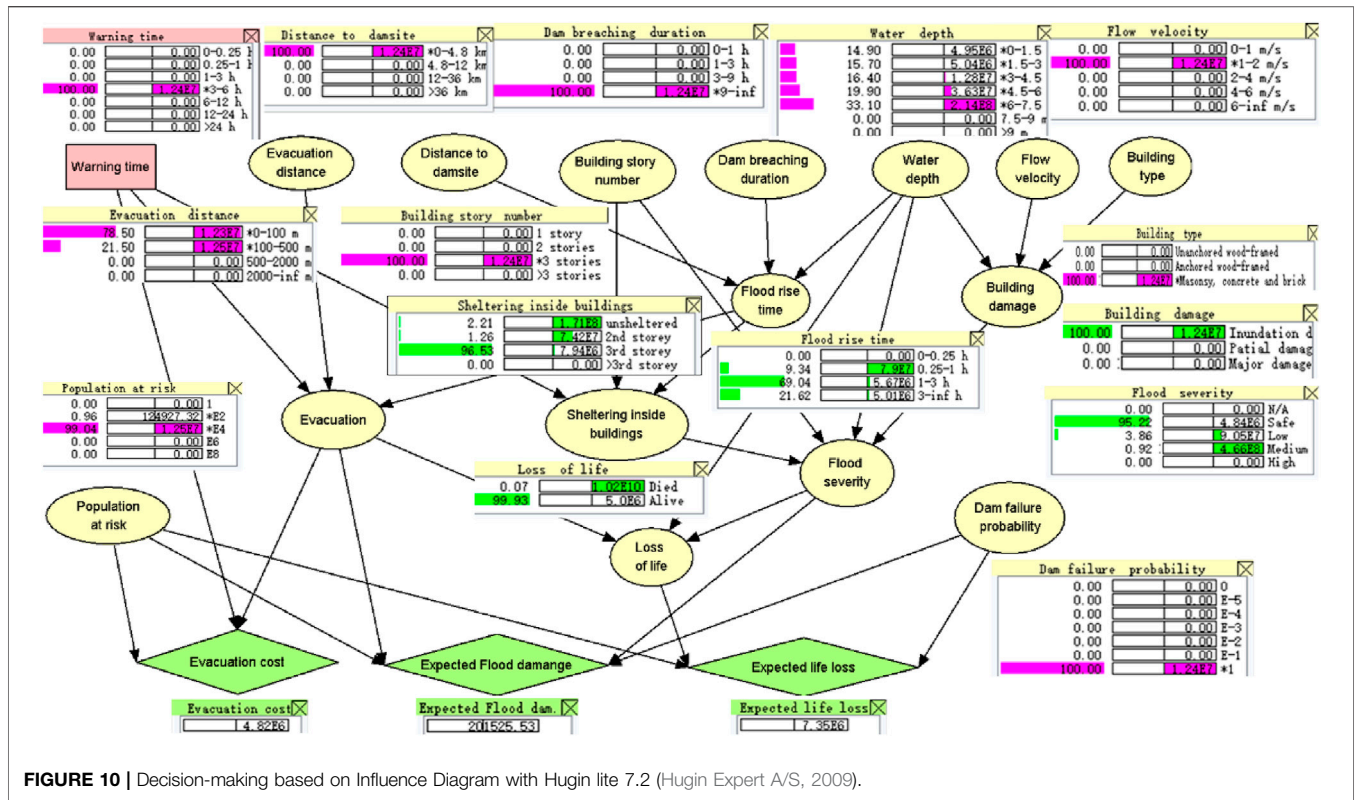 Warning time
0.00 0.00 0-0.25 h
0.00 0.00 0.25-1 h
0.00 0.00 1-3 h
100.00 1.24E7 *3-6 h
0.00 0.00 6-12 h
0.00 0.00 12-24 h
0.00 0.00 >24 h
Distance to damsite
100.00 1.24E7 *0-4.8 km
0.00 0.00 4.8-12 km
0.00 0.00 12-36 km
0.00 0.00 >36 km
Dam breaching duration
0.00 0.00 0-1 h
0.00 0.00 1-3 h
0.00 0.00 3-9 h
100.00 1.24E7 *9-inf
Water depth
14.90 4.95E6 *0-1.5
15.70 5.04E6 *1.5-3
16.40 1.28E7 *3-4.5
19.90 3.63E7 *4.5-6
33.10 2.14E8 *6-7.5
0.00 0.00 7.5-9 m
0.00 0.00 >9 m
Flow velocity
0.00 0.00 0-1 m/s
100.00 1.24E7 *1-2 m/s
0.00 0.00 2-4 m/s
0.00 0.00 4-6 m/s
0.00 0.00 6-inf m/s
Warning time
Evacuation
distance
Distance to
damsite
Building story
number
Dam breaching
duration
Water
depth
Flow
velocity
Building
type
Evacuation distance
78.50 1.23E7 *0-100 m
21.50 1.25E7 *100-500 m
0.00 0.00 500-2000 m
0.00 0.00 2000-inf m
Building story number
0.00 0.00 1 story
0.00 0.00 2 stories
100.00 1.24E7 *3 stories
0.00 0.00 >3 stories
Building type
0.00 0.00 Unanchored wood-framed
0.00 0.00 Anchored wood-framed
100.00 1.24E7 *Masonsy, concrete and brick
Flood rise
time
Building
damage
Sheltering inside buildings
2.21 1.71E8 unsheltered
1.26 7.42E7 2nd storey
96.53 7.94E6 3rd storey
0.00 0.00 >3rd storey
Flood rise time
0.00 0.00 0-0.25 h
9.34 7.9E7 0.25-1 h
69.04 5.67E6 1-3 h
21.62 5.01E6 3-inf h
Building damage
100.00 1.24E7 Inundation d
0.00 0.00 Patial damag
0.00 0.00 Major damage
Population at risk
0.00 0.00 1
0.96 124927.32 *E2
99.04 1.25E7 *E4
0.00 0.00 E6
0.00 0.00 E8
Evacuation
Sheltering inside
buildings
Flood severity
0.00 0.00 N/A
95.22 4.84E6 Safe
3.86 9.05E7 Low
0.92 4.66E8 Medium
0.00 0.00 High
Loss of life
0.07 1.02E10 Died
99.93 5.0E6 Alive
Flood
severity
Population
at risk
Dam failure
probability
Loss
of life
Dam failure probability
0.00 0.00 0
0.00 0.00 E-5
0.00 0.00 E-4
0.00 0.00 E-3
0.00 0.00 E-2
0.00 0.00 E-1
100.00 1.24E7 *1
Evacuation cost
Expected Flood damange
Expected life loss
Evacuation cost
4.82E6
Expected Flood dam.
201525.53
Expected life loss
7.35E6
FIGURE 10 | Decision-making based on Influence Diagram with Hugin lite 7.2 (Hugin Expert A/S, 2009).